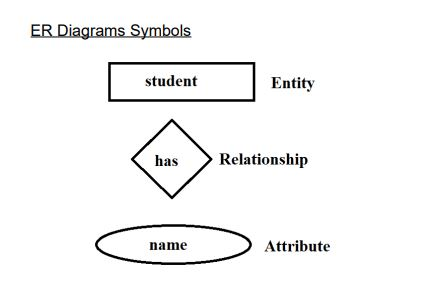 ER Diagrams Symbols
student Entity
has Relationship
name Attribute